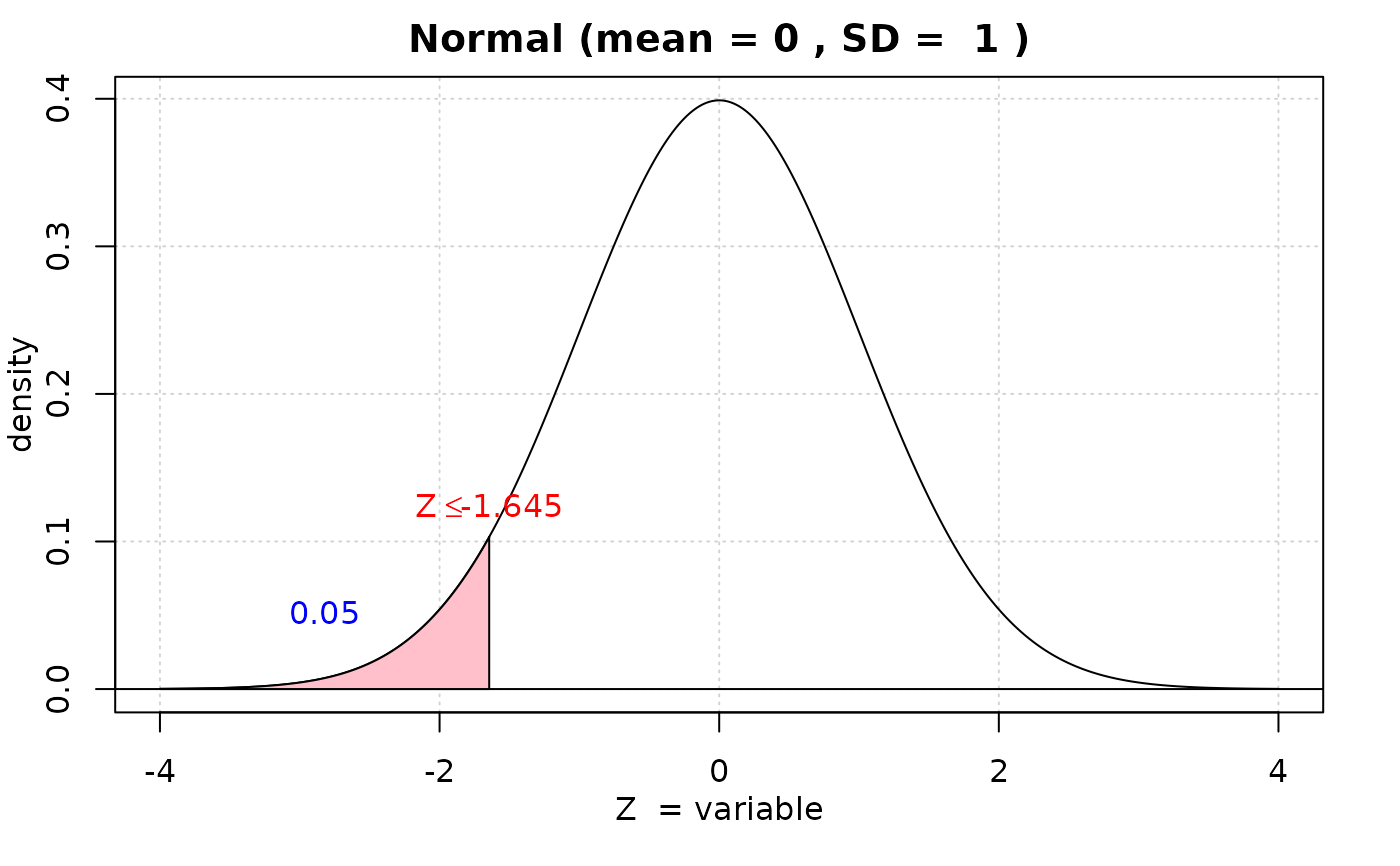 Normal (mean = 0 , SD =  1 )
0.4
0.3
0.2
0.1
0.0
density
Z ≤-1.645
0.05
-4 -2 0 2 4
Z  = variable